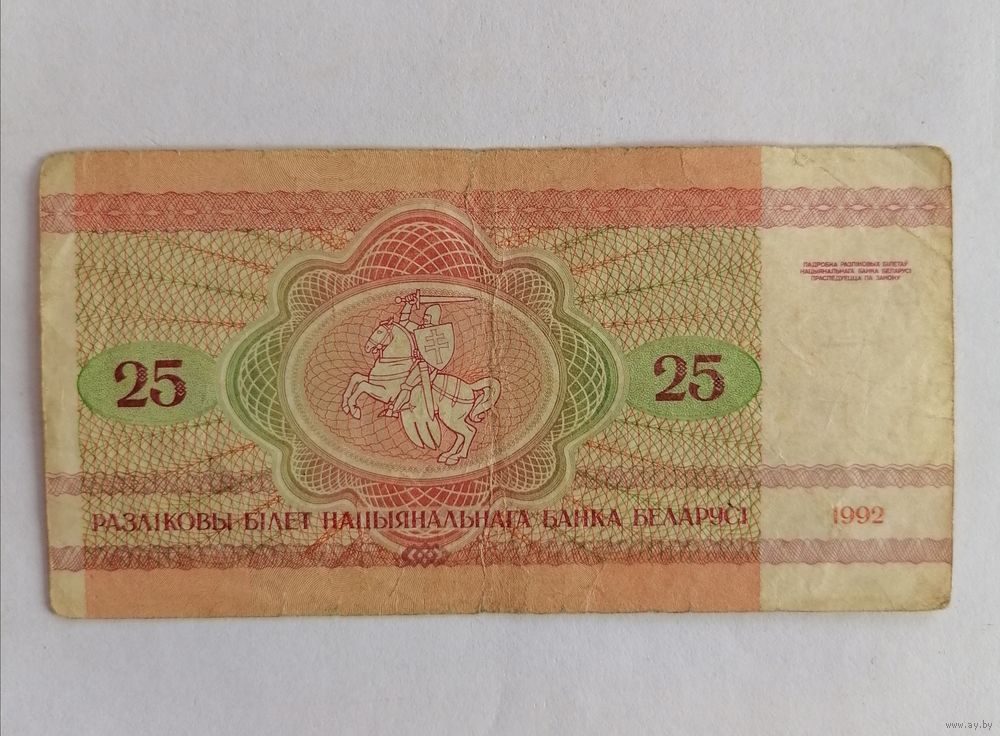 ПАДРОБКА РАЗЛІКОВЫХ БІЛЕТАЎ
НАЦЫЯНАЛЬНАГА БАНКА БЕЛАРУСІ
ПРАСЛЕДУЕЦЦА ПА ЗАКОНУ
25
25
РАЗЛІКОВЫ БІЛЕТ НАЦЫЯНАЛЬНАГА БАНКА БЕЛАРУСІ
1992
www.ay.by